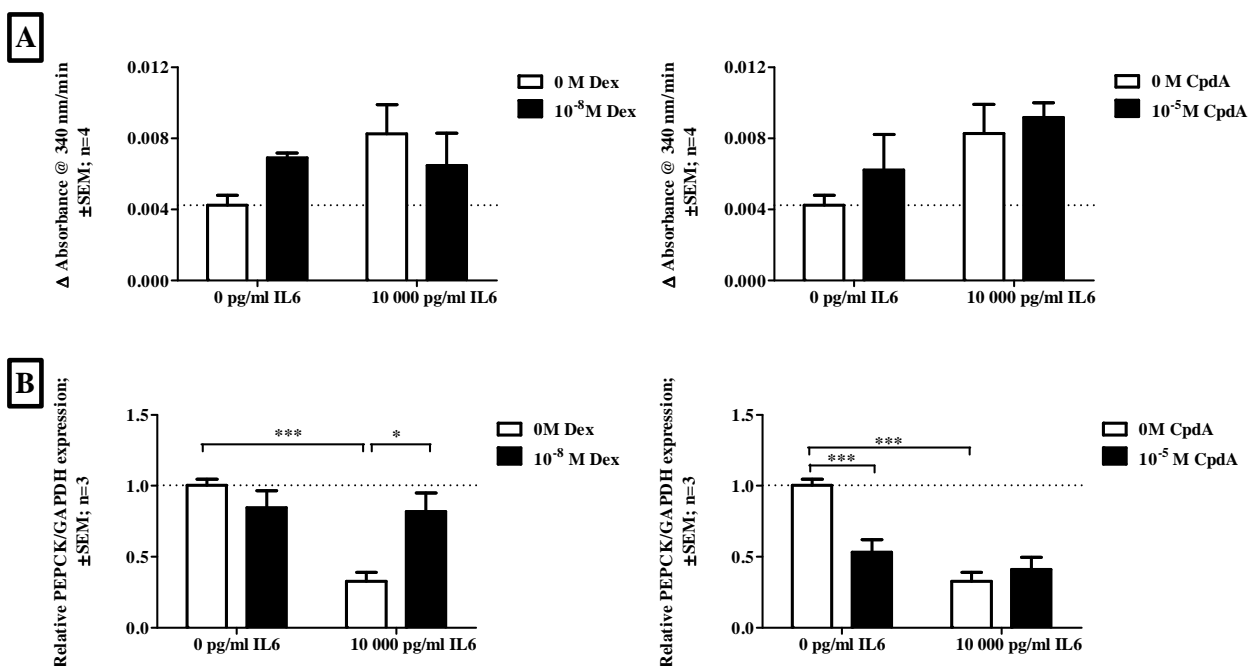 A
Δ Absorbance @ 340 nm/min
±SEM; n=4
0.012
0.008
0.004
0.000
0 pg/ml IL6
10 000 pg/ml IL6
0 M Dex
10⁻⁸M Dex
Δ Absorbance @ 340 nm/min
±SEM; n=4
0.012
0.008
0.004
0.000
0 pg/ml IL6
10 000 pg/ml IL6
0 M CpdA
10⁻⁵M CpdA
B
Relative PEPCK/GAPDH expression;
±SEM; n=3
1.5
1.0
0.5
0.0
***
*
0 pg/ml IL6
10 000 pg/ml IL6
0M Dex
10⁻⁸ M Dex
Relative PEPCK/GAPDH expression;
±SEM; n=3
1.5
1.0
0.5
0.0
***
***
0 pg/ml IL6
10 000 pg/ml IL6
0M CpdA
10⁻⁵ M CpdA